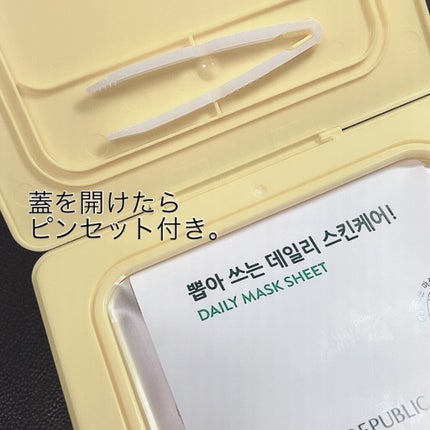 蓋を開けたら
ピンセット付き。
뽑아 쓰는 데일리 스킨케어!
DAILY MASK SHEET
REPUBLIC